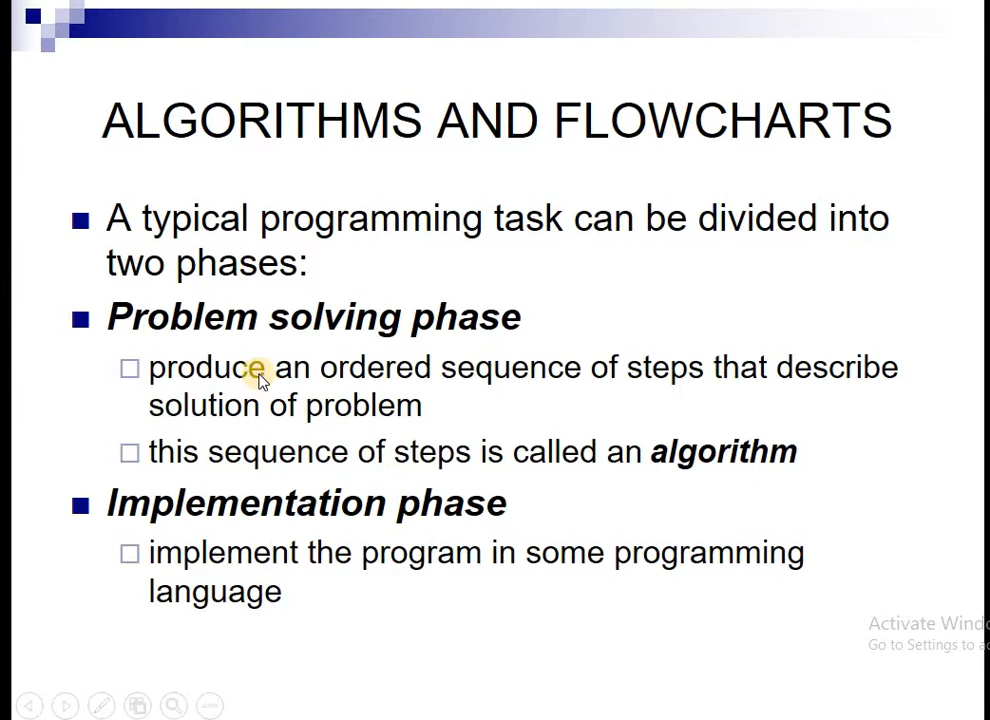 ALGORITHMS AND FLOWCHARTS
A typical programming task can be divided into
two phases:
Problem solving phase
produce an ordered sequence of steps that describe
solution of problem
this sequence of steps is called an algorithm
Implementation phase
implement the program in some programming
language
Activate Windo
Go to Settings to a